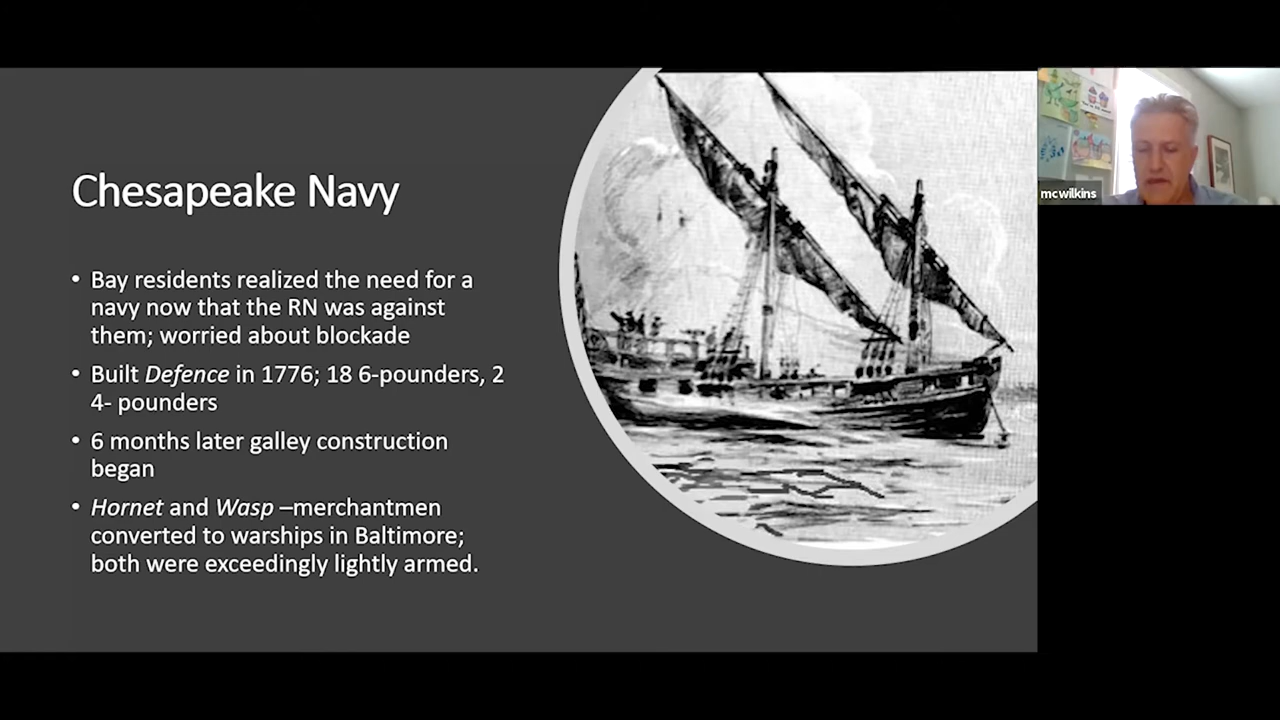 Chesapeake Navy
• Bay residents realized the need for a
navy now that the RN was against
them; worried about blockade
• Built Defence in 1776; 18 6-pounders, 2
4- pounders
• 6 months later galley construction
began
• Hornet and Wasp –merchantmen
converted to warships in Baltimore;
both were exceedingly lightly armed.
mcwilkins